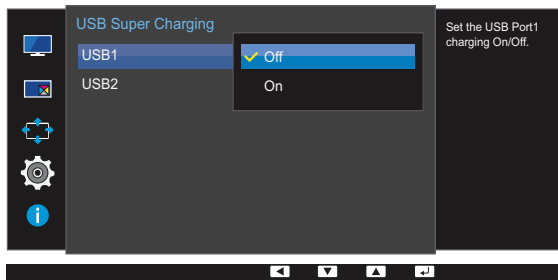 USB Super Charging
USB1
Off
USB2
On
Set the USB Port1
charging On/Off.